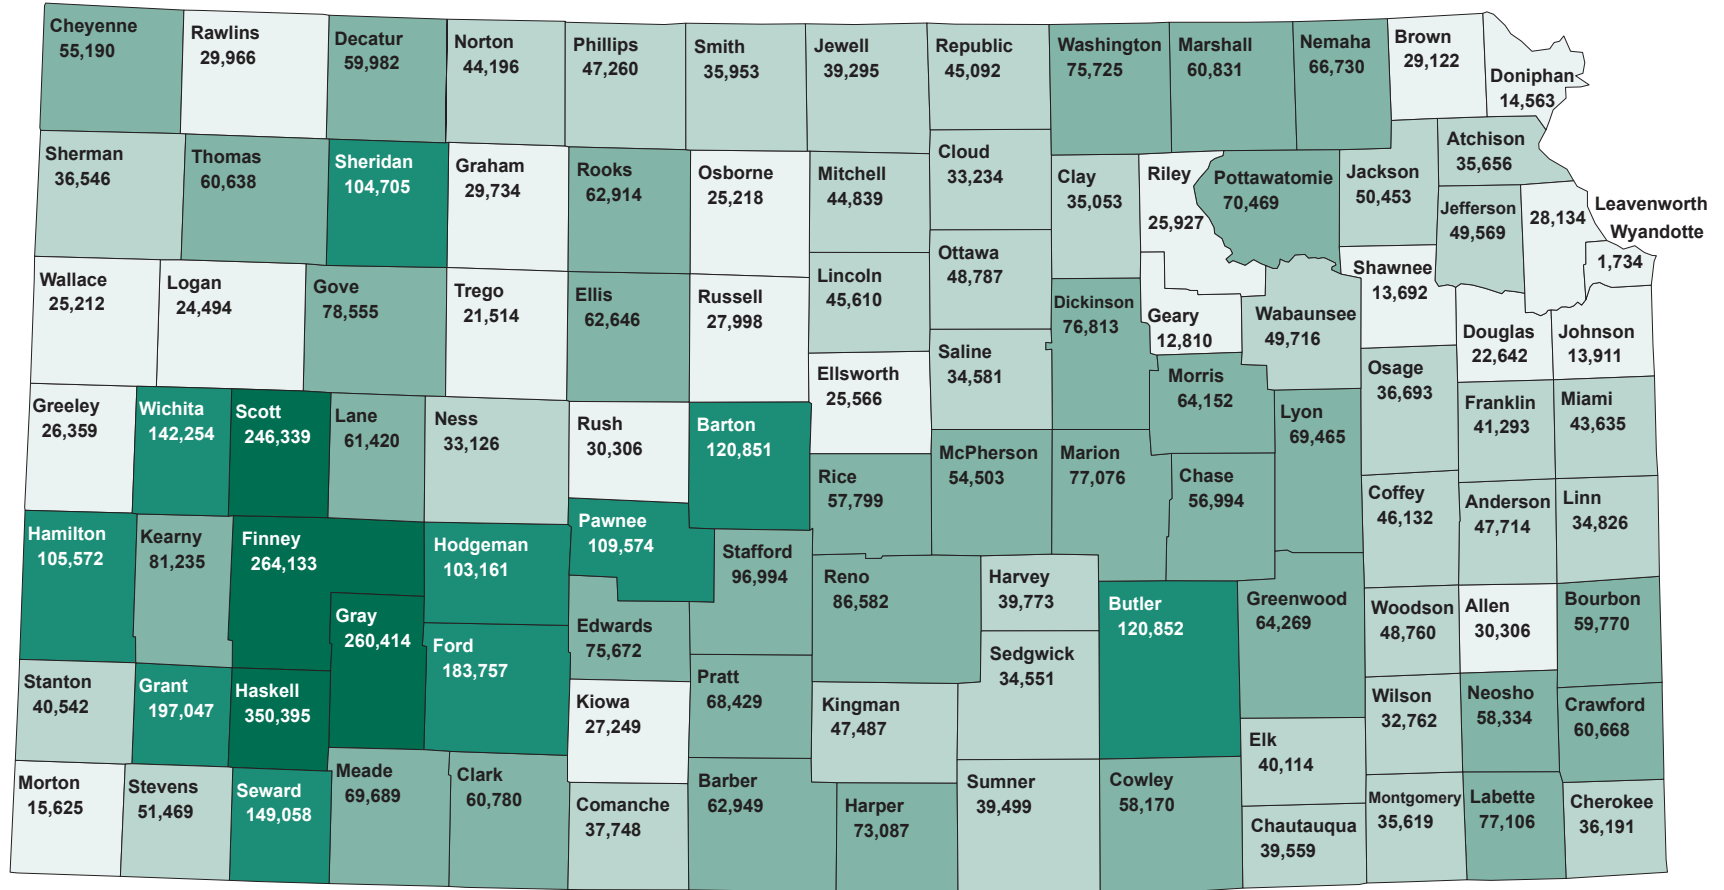 Cheyenne
55,190
Rawlins
29,966
Decatur
59,982
Norton
44,196
Phillips
47,260
Smith
35,953
Jewell
39,295
Republic
45,092
Washington
75,725
Marshall
60,831
Nemaha
66,730
Brown
29,122
Doniphan
14,563
Sherman
36,546
Thomas
60,638
Sheridan
104,705
Graham
29,734
Rooks
62,914
Osborne
25,218
Mitchell
44,839
Cloud
33,234
Clay
35,053
Riley
25,927
Pottawatomie
70,469
Jackson
50,453
Atchison
35,656
Jefferson
49,569
28,134
Leavenworth
Wyandotte
1,734
Wallace
25,212
Logan
24,494
Gove
78,555
Trego
21,514
Ellis
62,646
Russell
27,998
Lincoln
45,610
Ottawa
48,787
Dickinson
76,813
Geary
12,810
Wabaunsee
49,716
Shawnee
13,692
Douglas
22,642
Johnson
13,911
Greeley
26,359
Wichita
142,254
Scott
246,339
Lane
61,420
Ness
33,126
Rush
30,306
Barton
120,851
Ellsworth
25,566
Saline
34,581
Morris
64,152
Lyon
69,465
Osage
36,693
Franklin
41,293
Miami
43,635
Rice
57,799
McPherson
54,503
Marion
77,076
Chase
56,994
Coffey
46,132
Anderson
47,714
Linn
34,826
Hamilton
105,572
Kearny
81,235
Finney
264,133
Hodgeman
103,161
Pawnee
109,574
Stafford
96,994
Reno
86,582
Harvey
39,773
Butler
120,852
Greenwood
64,269
Woodson
48,760
Allen
30,306
Bourbon
59,770
Gray
260,414
Ford
183,757
Edwards
75,672
Stanton
40,542
Grant
197,047
Haskell
350,395
Kiowa
27,249
Pratt
68,429
Kingman
47,487
Sedgwick
34,551
Elk
40,114
Wilson
32,762
Neosho
58,334
Crawford
60,668
Morton
15,625
Stevens
51,469
Seward
149,058
Meade
69,689
Clark
60,780
Comanche
37,748
Barber
62,949
Harper
73,087
Sumner
39,499
Cowley
58,170
Chautauqua
39,559
Montgomery
35,619
Labette
77,106
Cherokee
36,191